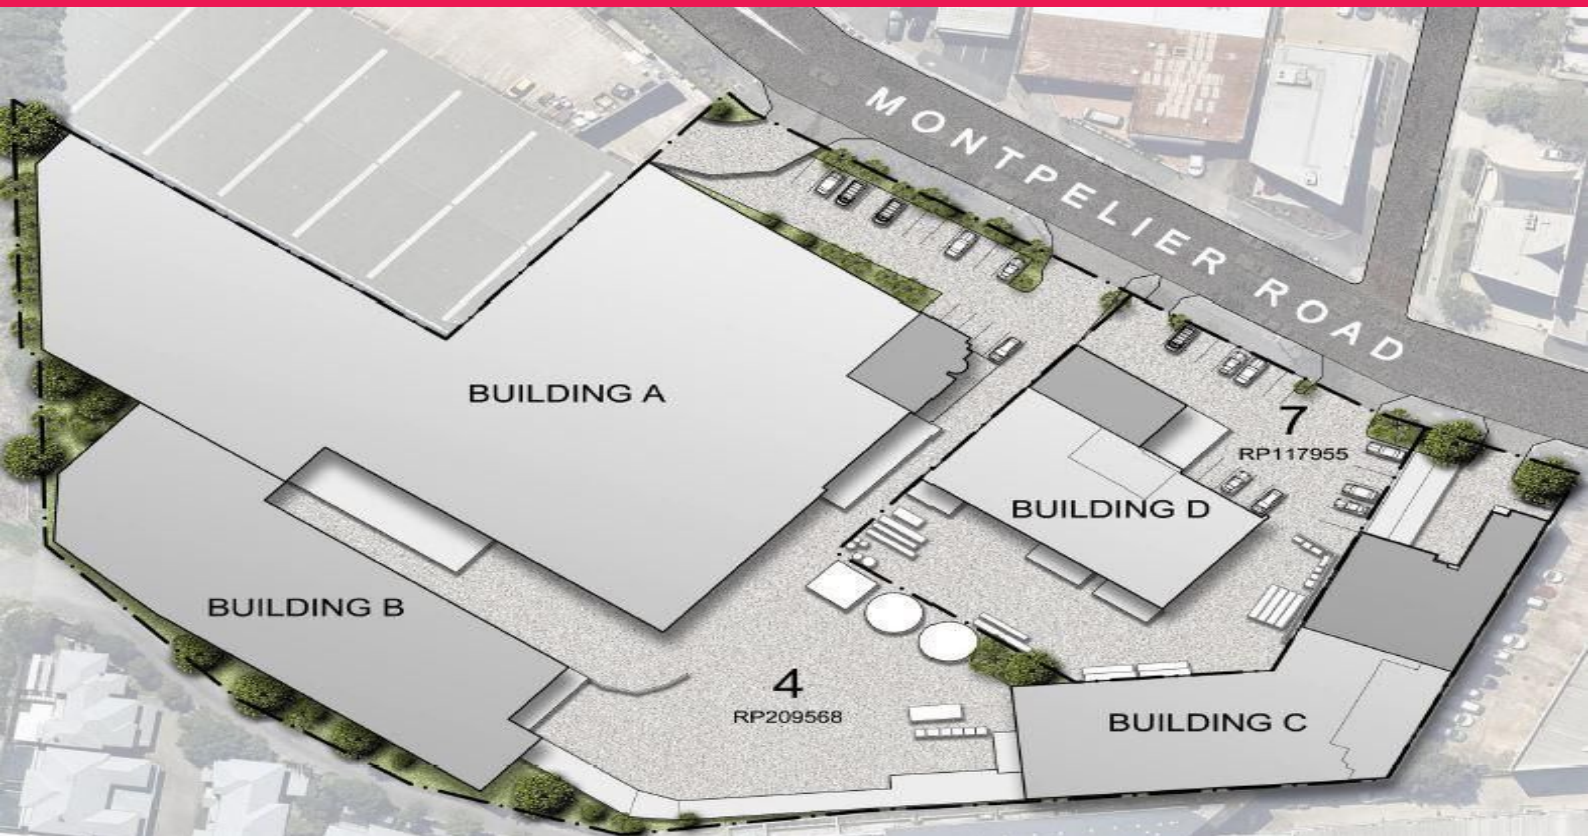 MONTPELIER ROAD
BUILDING A
7
RP117955
BUILDING D
BUILDING B
4
RP209568
BUILDING C